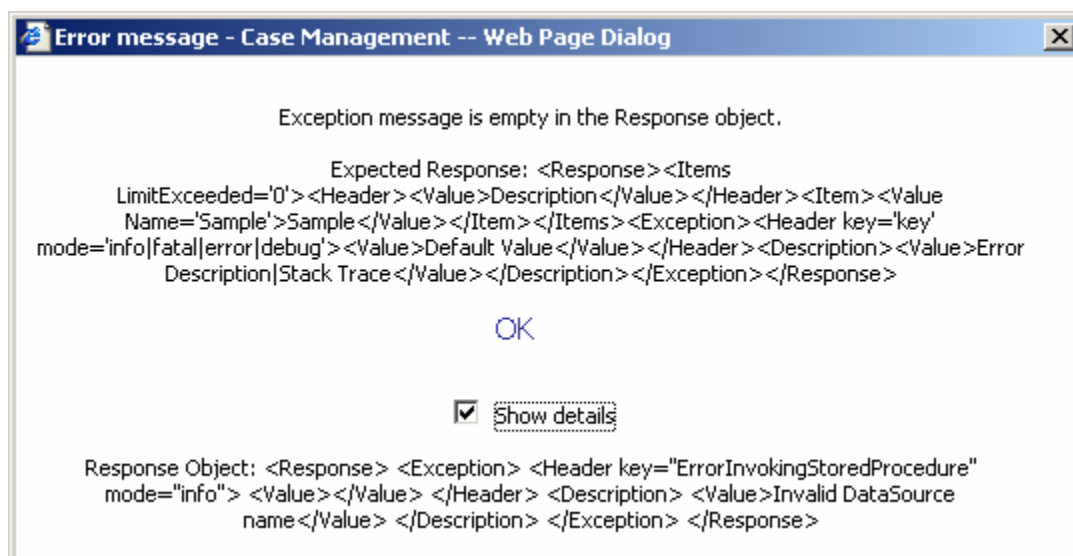 Error message - Case Management -- Web Page Dialog
Exception message is empty in the Response object.
Expected Response: <Response><Items
LimitExceeded='0'><Header><Value>Description</Value></Header><Item><Value
Name='Sample'>Sample</Value></Item></Items><Exception><Header key='key'
mode='info|fatal|error|debug'><Value>Default Value</Value></Header><Description><Value>Error
Description|Stack Trace</Value></Description></Exception></Response>
OK
Show details
Response Object: <Response> <Exception> <Header key="ErrorInvokingStoredProcedure"
mode="info"> <Value></Value> </Header> <Description> <Value>Invalid DataSource
name</Value> </Description> </Exception> </Response>